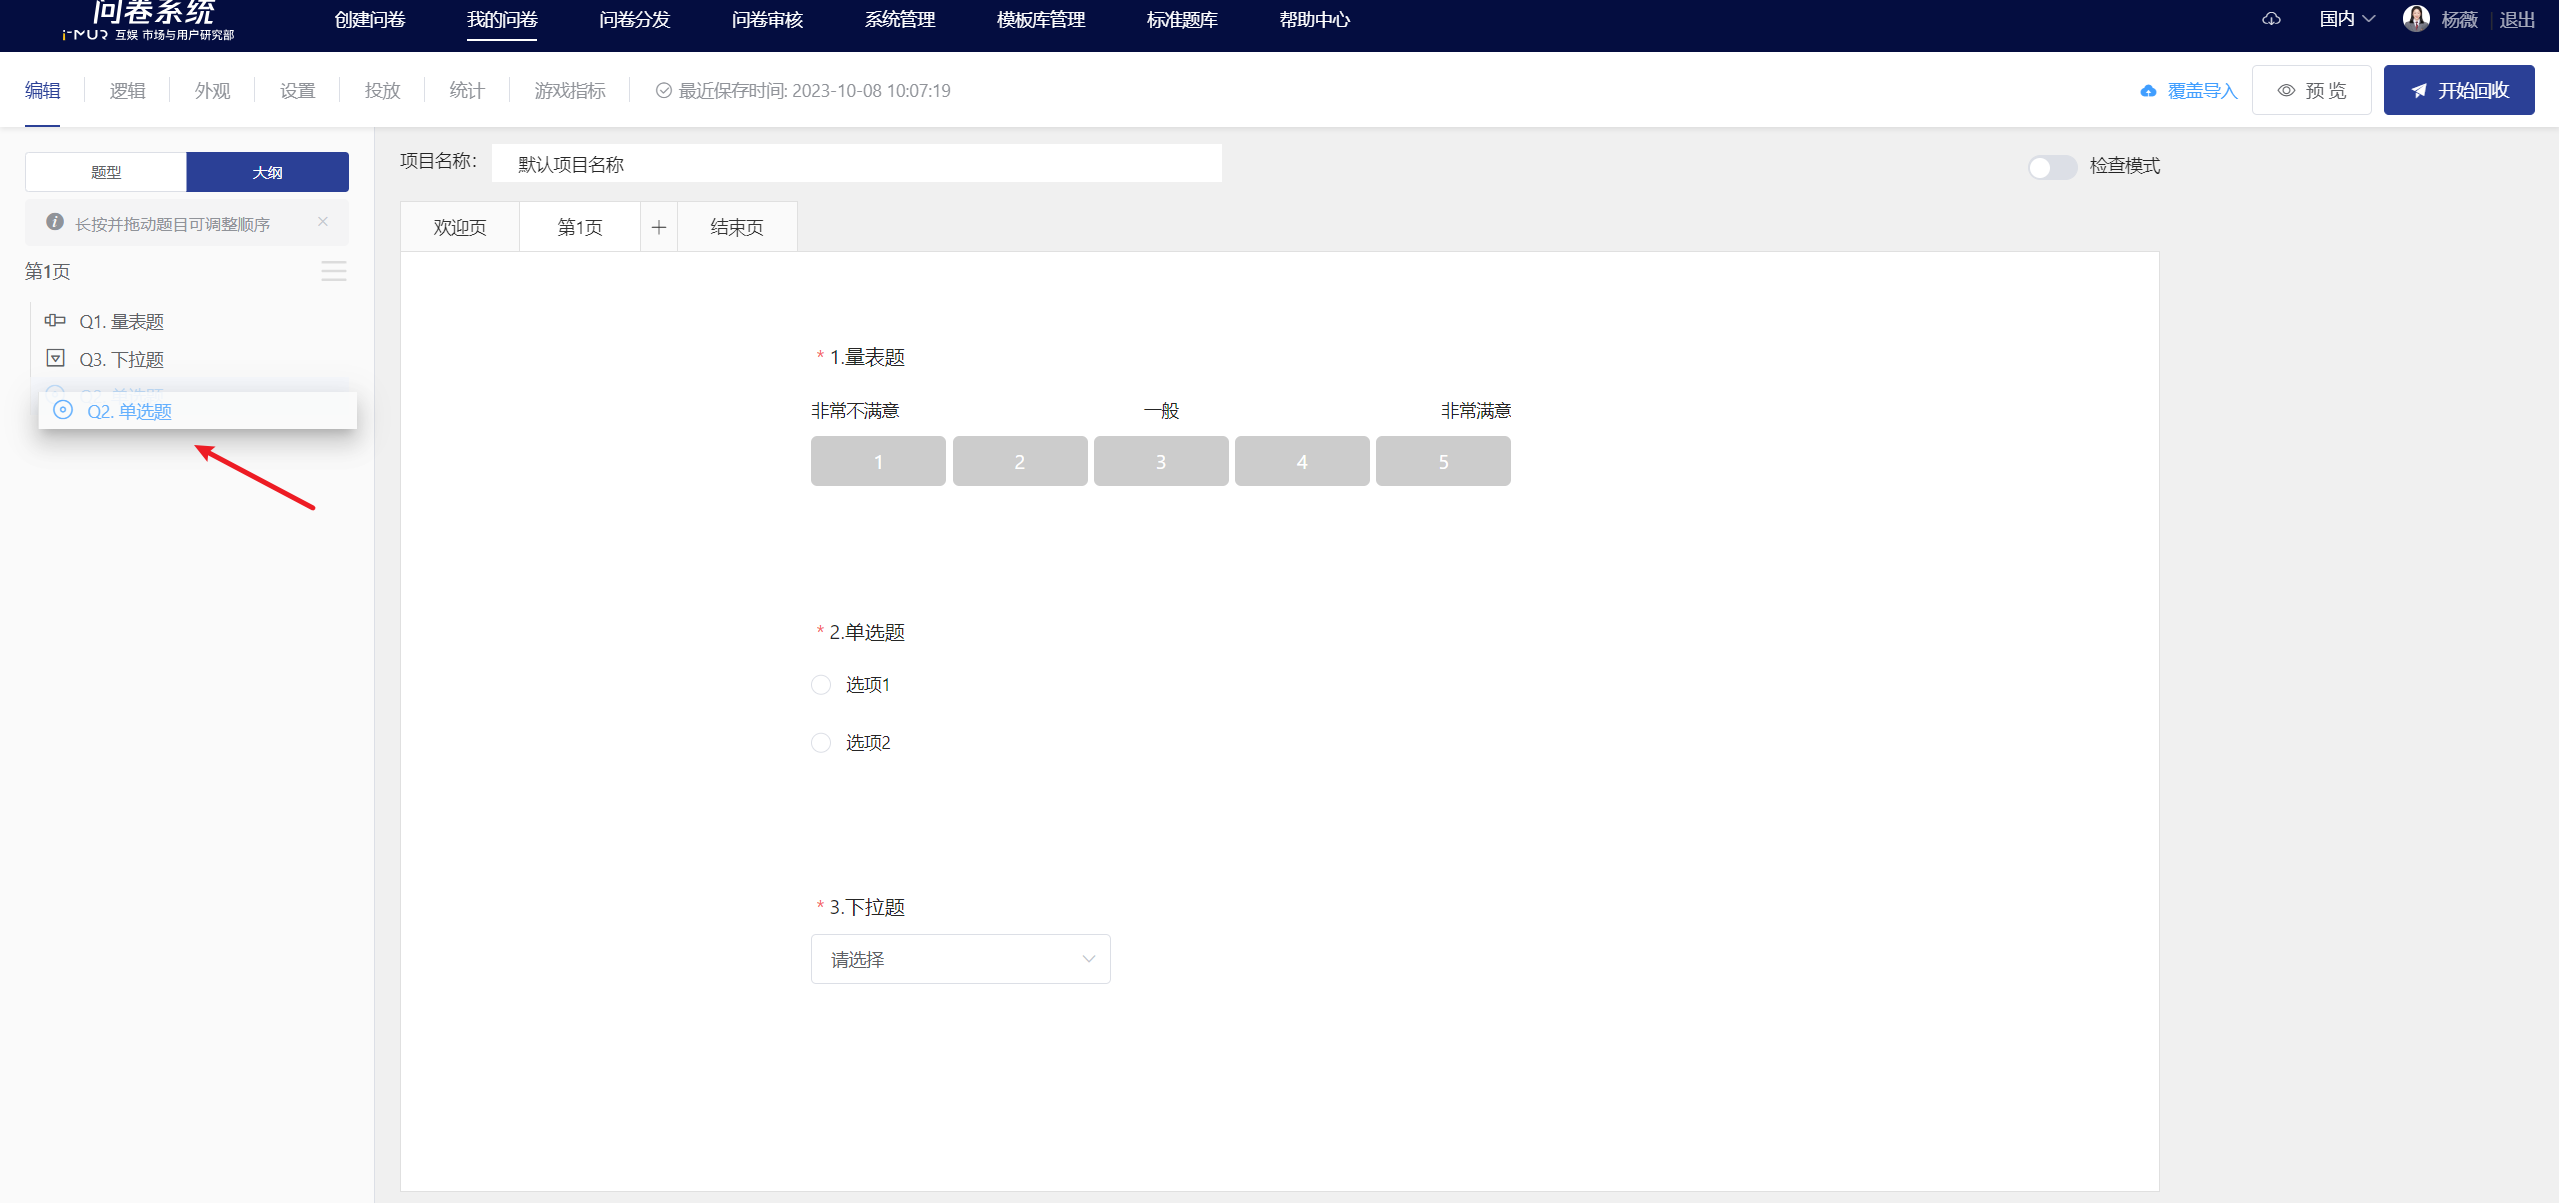 问卷系统
i-MUR 互娱 市场与用户研究部
创建问卷
我的问卷
问卷分发
问卷审核
系统管理
模板库管理
标准题库
帮助中心
国内
杨薇
退出
编辑
逻辑
外观
设置
投放
统计
游戏指标
最近保存时间: 2023-10-08 10:07:19
覆盖导入
预 览
开始回收
题型
大纲
长按并拖动题目可调整顺序
第1页
Q1. 量表题
Q3. 下拉题
Q2. 单选题
Q2. 单选题
项目名称：
默认项目名称
检查模式
欢迎页
第1页
结束页
* 1.量表题
非常不满意
一般
非常满意
1
2
3
4
5
* 2.单选题
选项1
选项2
* 3.下拉题
请选择